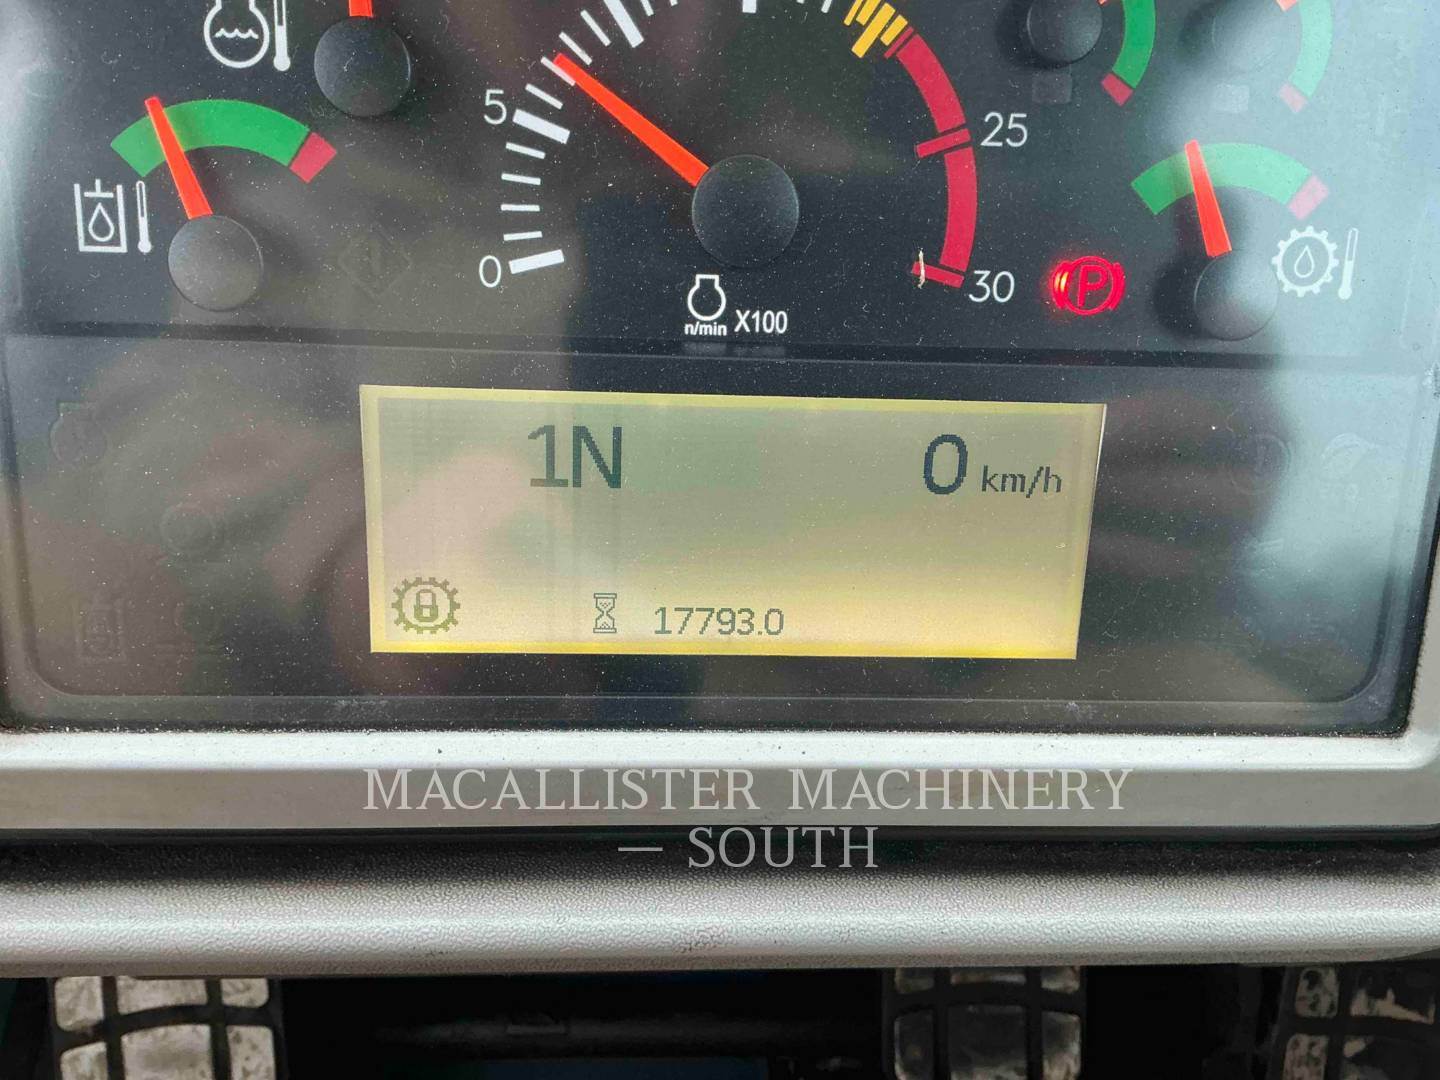 5
25
0
30
P
n/min X100
1N 0 km/h
17793.0
MACALLISTER MACHINERY
— SOUTH